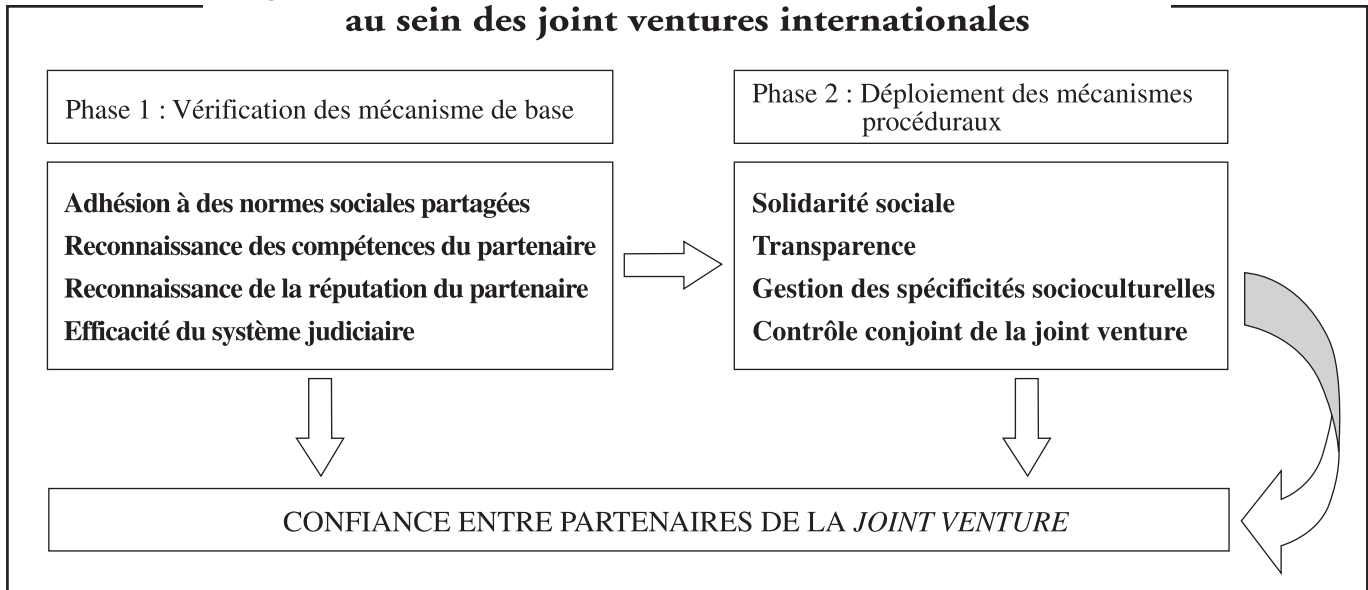 au sein des joint ventures internationales
Phase 1 : Vérification des mécanisme de base
Phase 2 : Déploiement des mécanismes
procéduraux
Adhésion à des normes sociales partagées
Reconnaissance des compétences du partenaire
Reconnaissance de la réputation du partenaire
Efficacité du système judiciaire
Solidarité sociale
Transparence
Gestion des spécificités socioculturelles
Contrôle conjoint de la joint venture
CONFIANCE ENTRE PARTENAIRES DE LA JOINT VENTURE